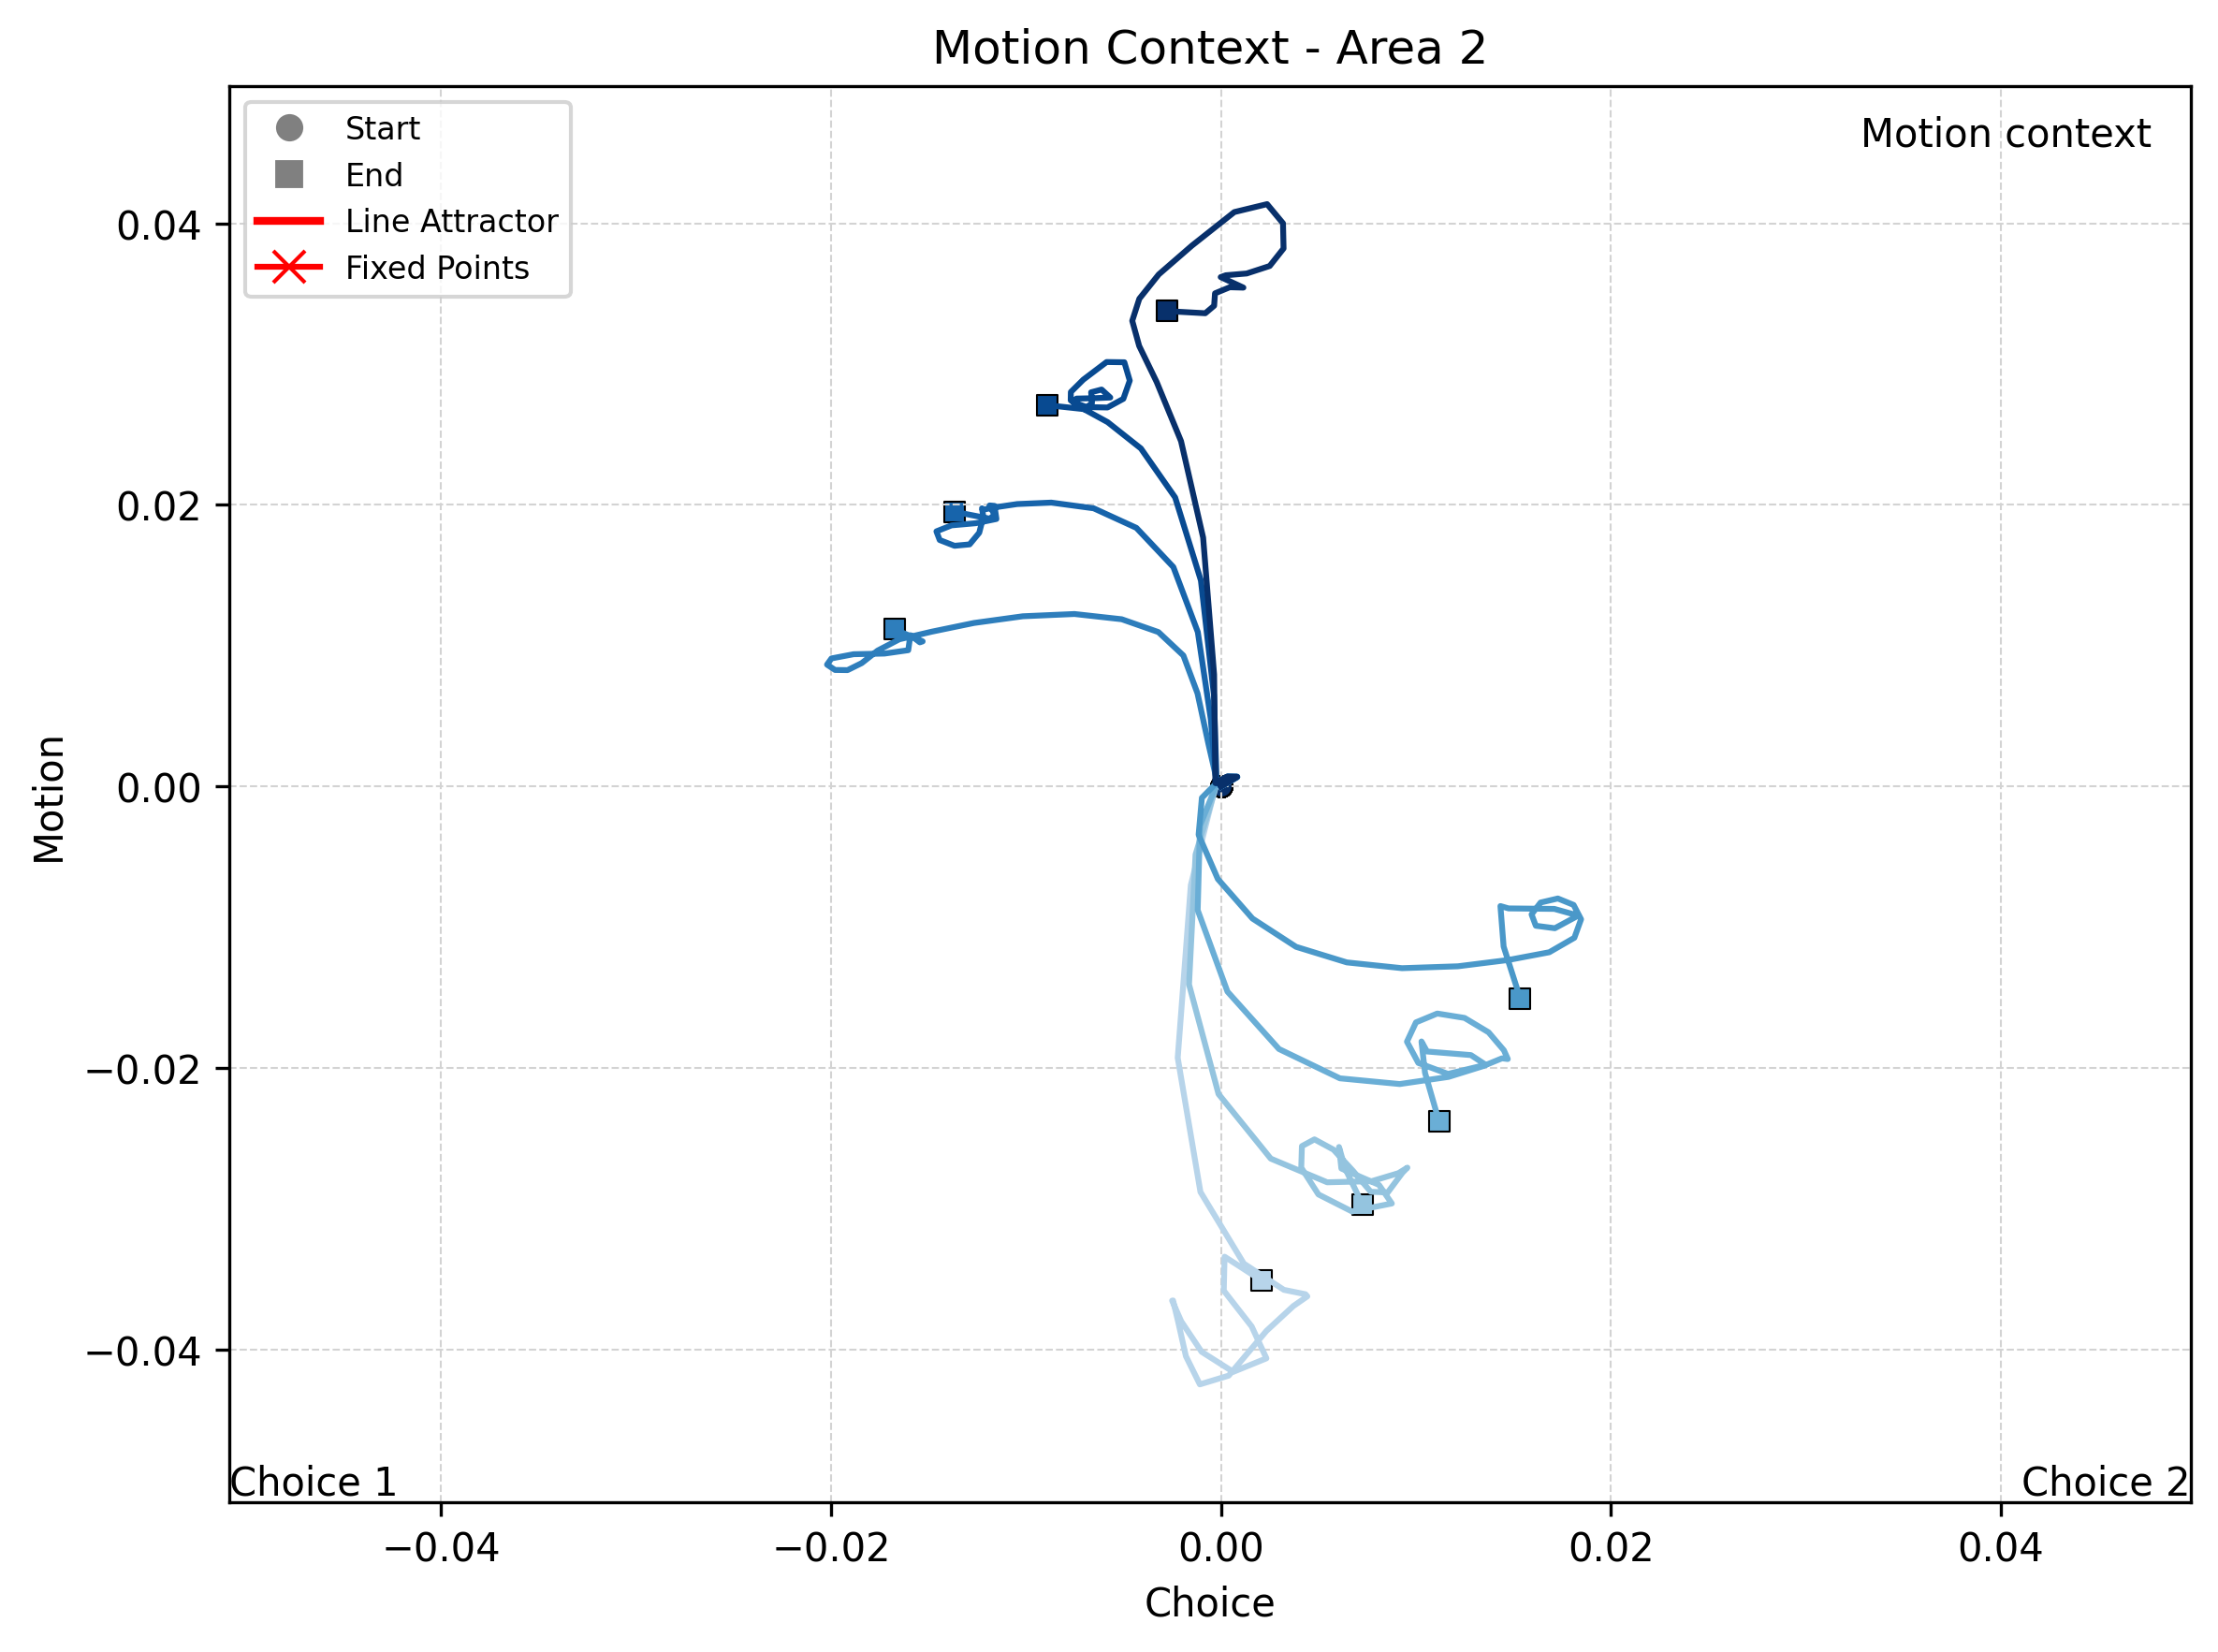 Motion Context - Area 2
Start
End
Line Attractor
Fixed Points
Motion context
0.04
0.02
0.00
−0.02
−0.04
Motion
Choice 1
Choice 2
−0.04
−0.02
0.00
0.02
0.04
Choice